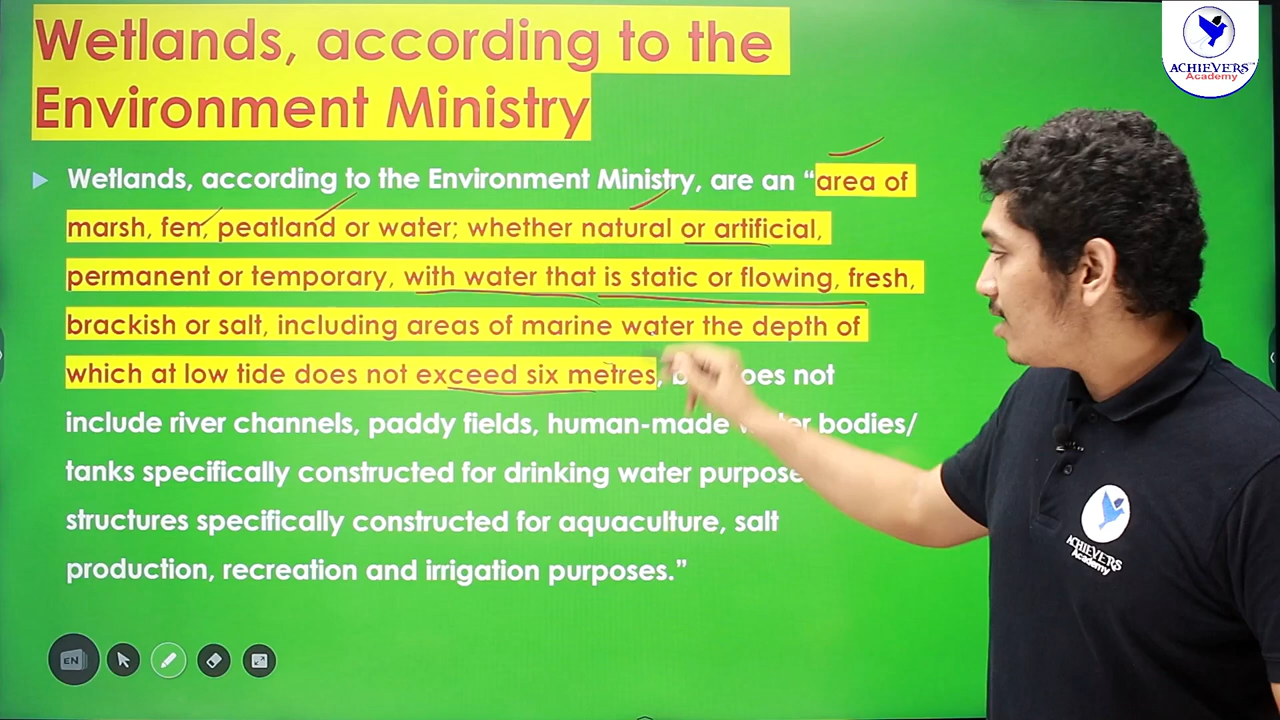 Wetlands, according to the
Environment Ministry
ACHIEVERS
Academy
Wetlands, according to the Environment Ministry, are an “area of
marsh, fen, peatland or water; whether natural or artificial,
permanent or temporary, with water that is static or flowing, fresh,
brackish or salt, including areas of marine water the depth of
which at low tide does not exceed six metres, does not
include river channels, paddy fields, human-made bodies/
tanks specifically constructed for drinking water purpose
structures specifically constructed for aquaculture, salt
production, recreation and irrigation purposes.”
ACHIEVERS
Academy
EN